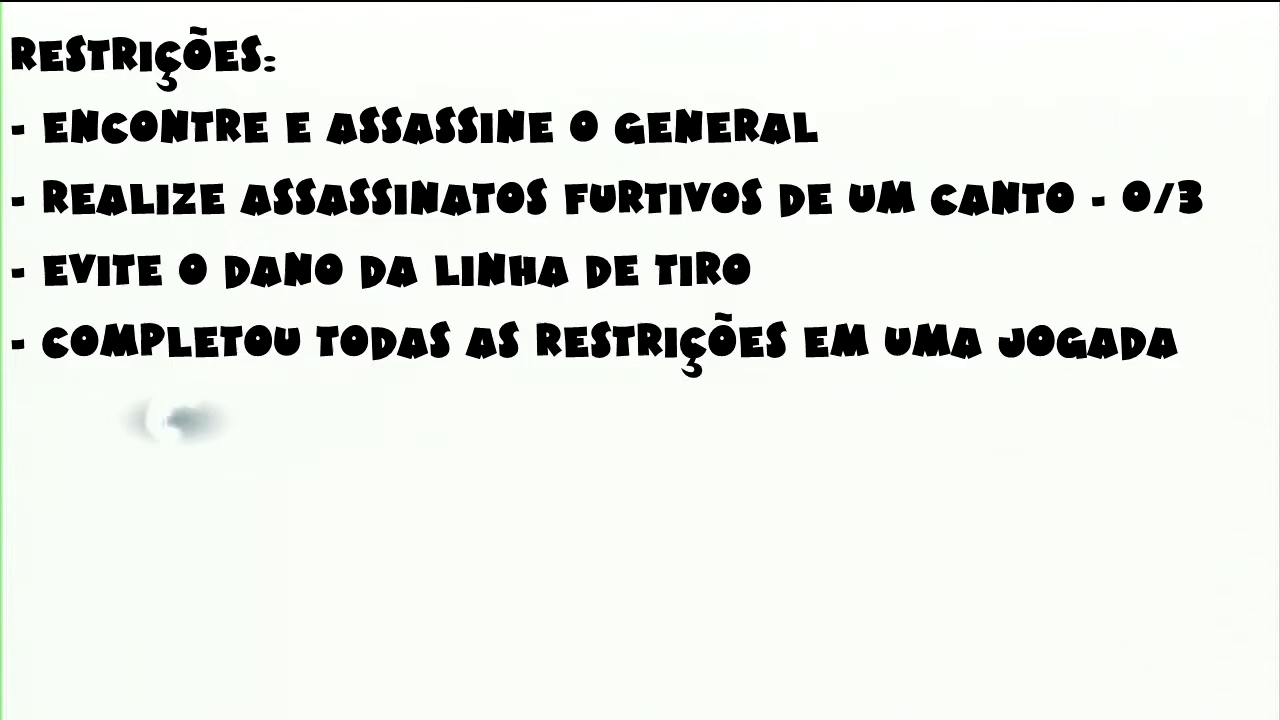 RESTRIÇÕES:
- ENCONTRE E ASSASSINE O GENERAL
- REALIZE ASSASSINATOS FURTIVOS DE UM CANTO - 0/3
- EVITE O DANO DA LINHA DE TIRO
- COMPLETOU TODAS AS RESTRIÇÕES EM UMA JOGADA